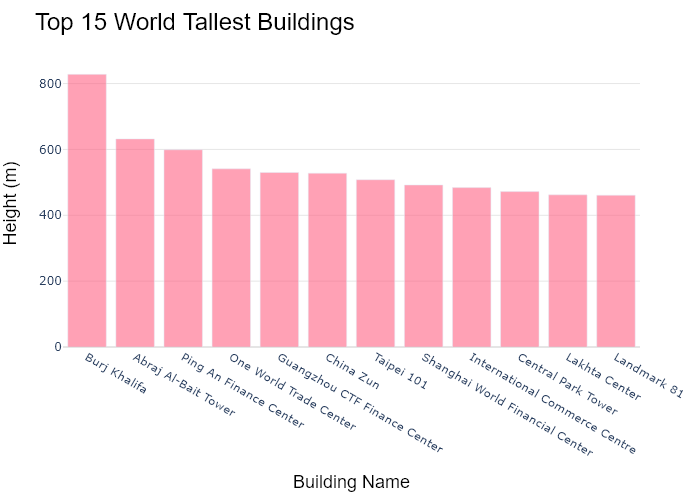 Top 15 World Tallest Buildings
Height (m)
800
600
400
200
0
Burj Khalifa
Abraj Al-Bait Tower
Ping An Finance Center
One World Trade Center
Guangzhou CTF Finance Center
China Zun
Taipei 101
Shanghai World Financial Center
International Commerce Centre
Central Park Tower
Lakhta Center
Landmark 81
Building Name